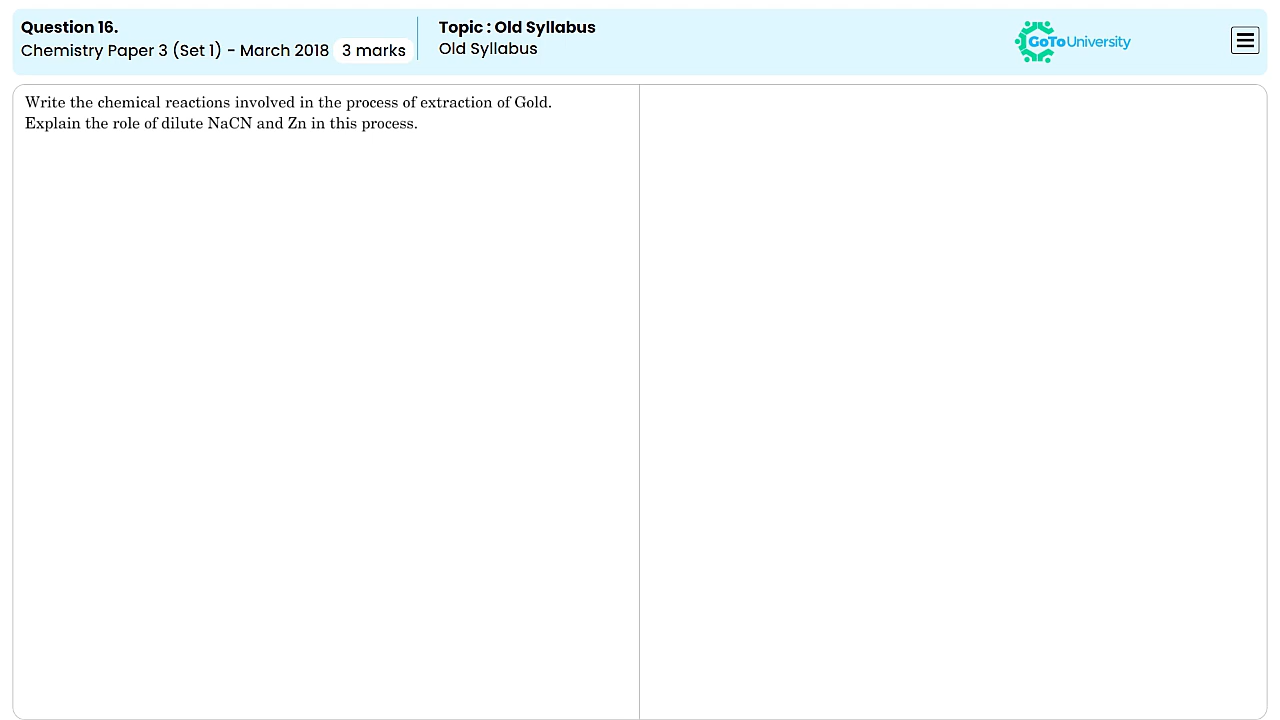 Question 16.
Chemistry Paper 3 (Set 1) - March 2018 3 marks
Topic : Old Syllabus
Old Syllabus
GoToUniversity
Write the chemical reactions involved in the process of extraction of Gold.
Explain the role of dilute NaCN and Zn in this process.